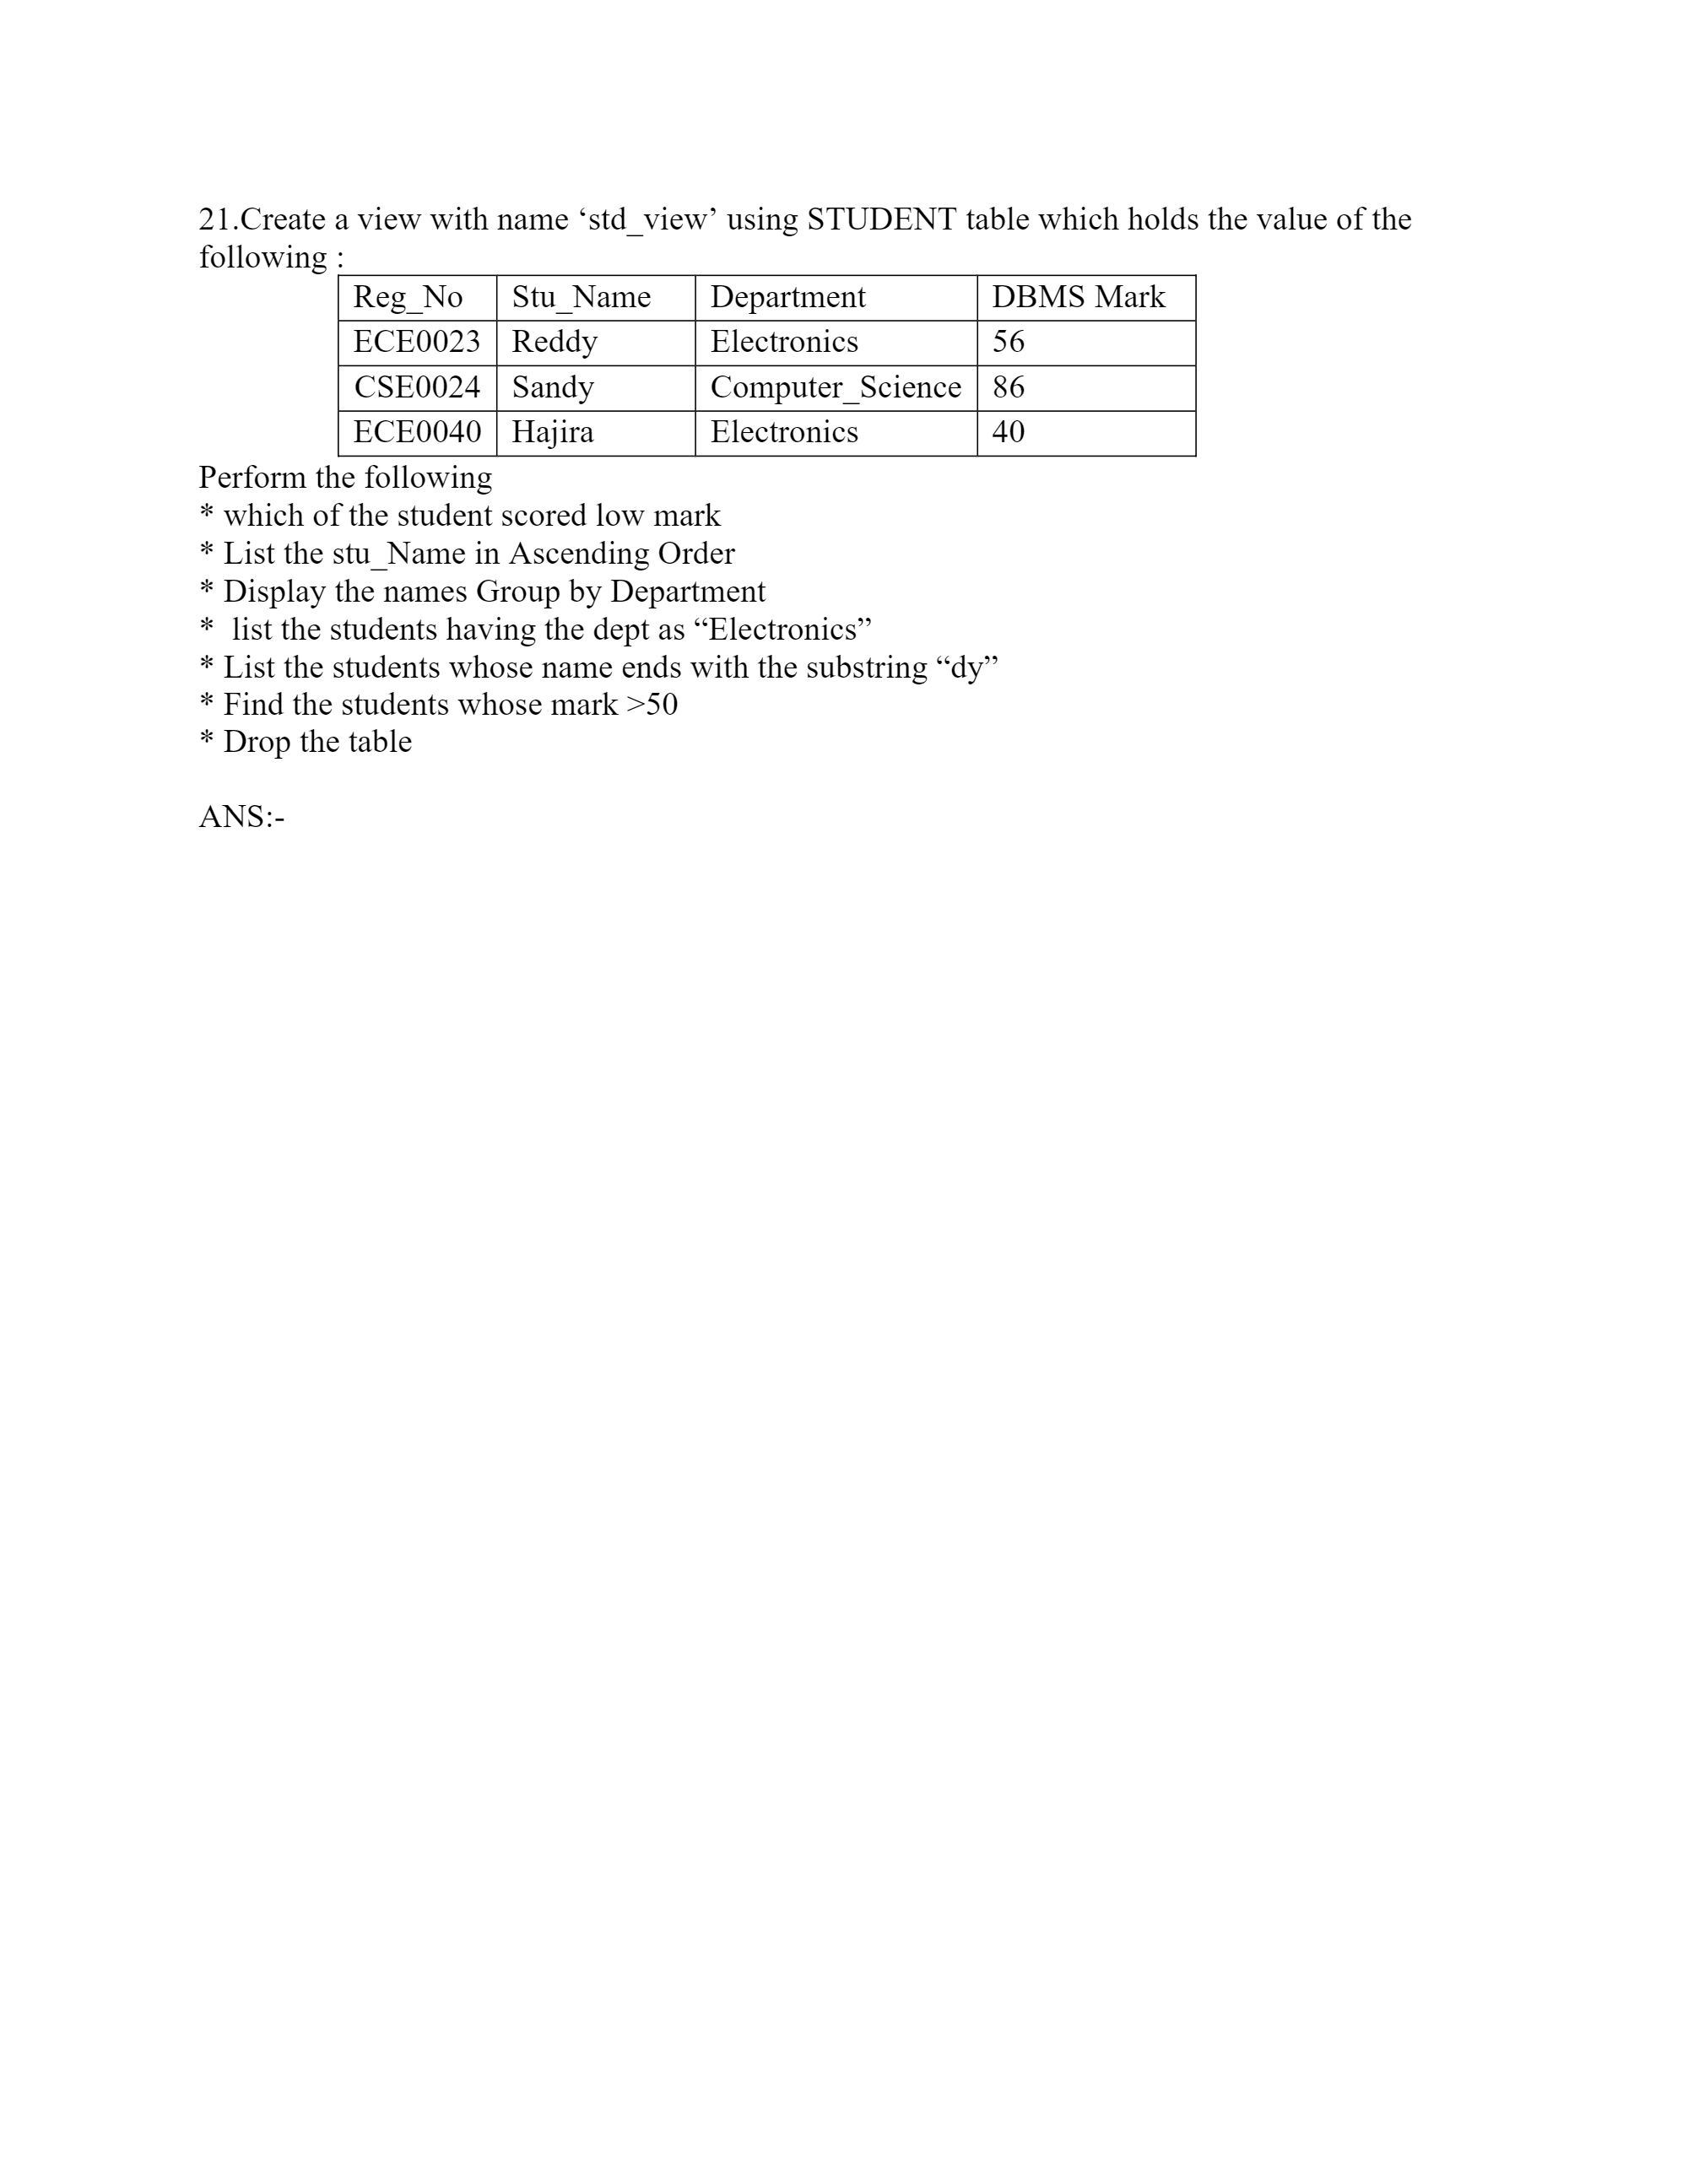 21.Create a view with name ‘std_view’ using STUDENT table which holds the value of the
following :
Reg_No Stu_Name Department DBMS Mark
ECE0023 Reddy Electronics 56
CSE0024 Sandy Computer_Science 86
ECE0040 Hajira Electronics 40
Perform the following
* which of the student scored low mark
* List the stu_Name in Ascending Order
* Display the names Group by Department
*  list the students having the dept as “Electronics”
* List the students whose name ends with the substring “dy”
* Find the students whose mark >50
* Drop the table
ANS:-